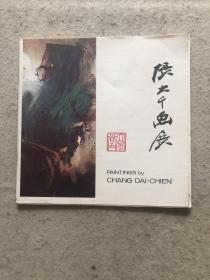 張大千畫展
PAINTINGS by
CHANG DAI-CHIEN